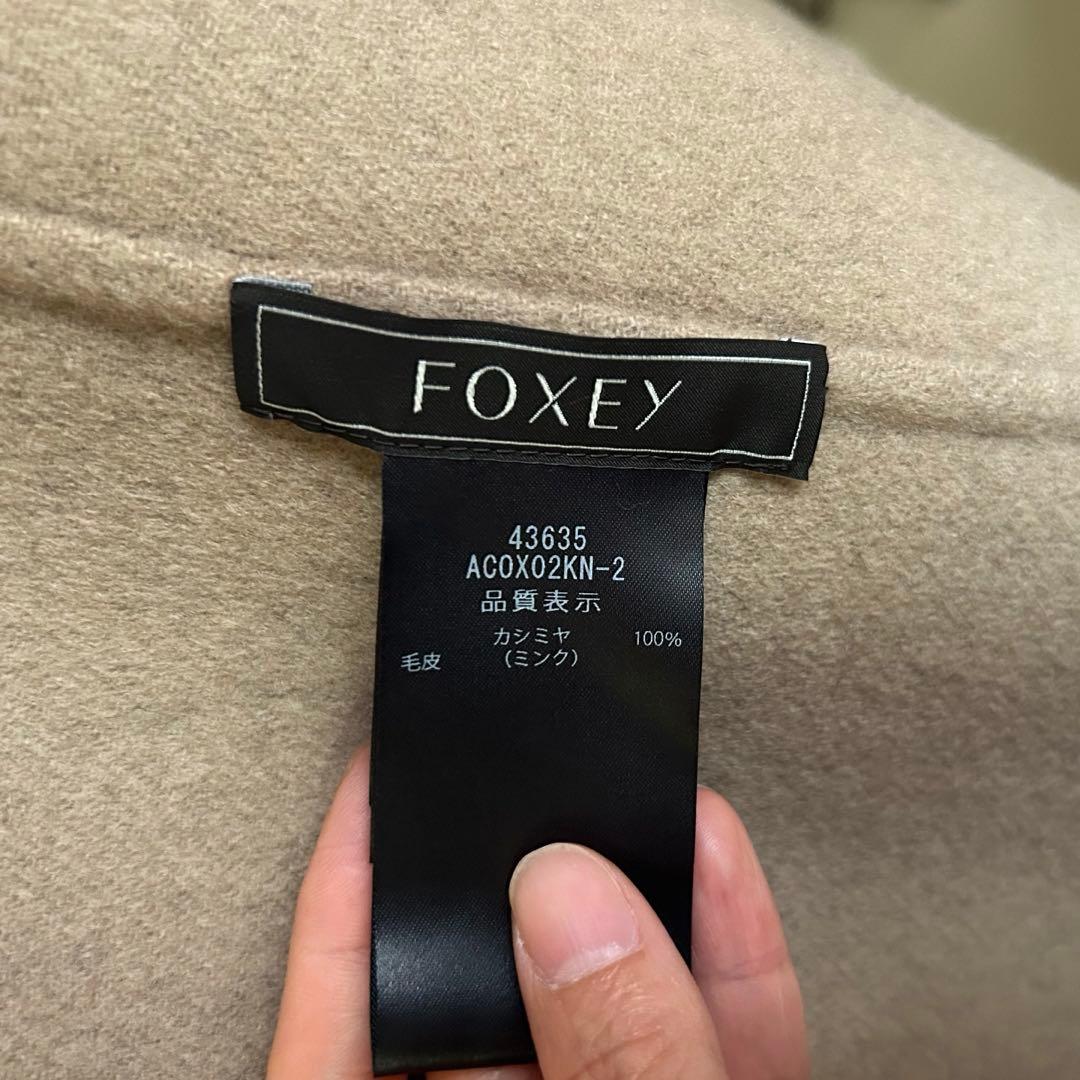 FOXEY
43635
ACOX02KN-2
品質表示
カシミヤ 100%
毛皮 (ミンク)